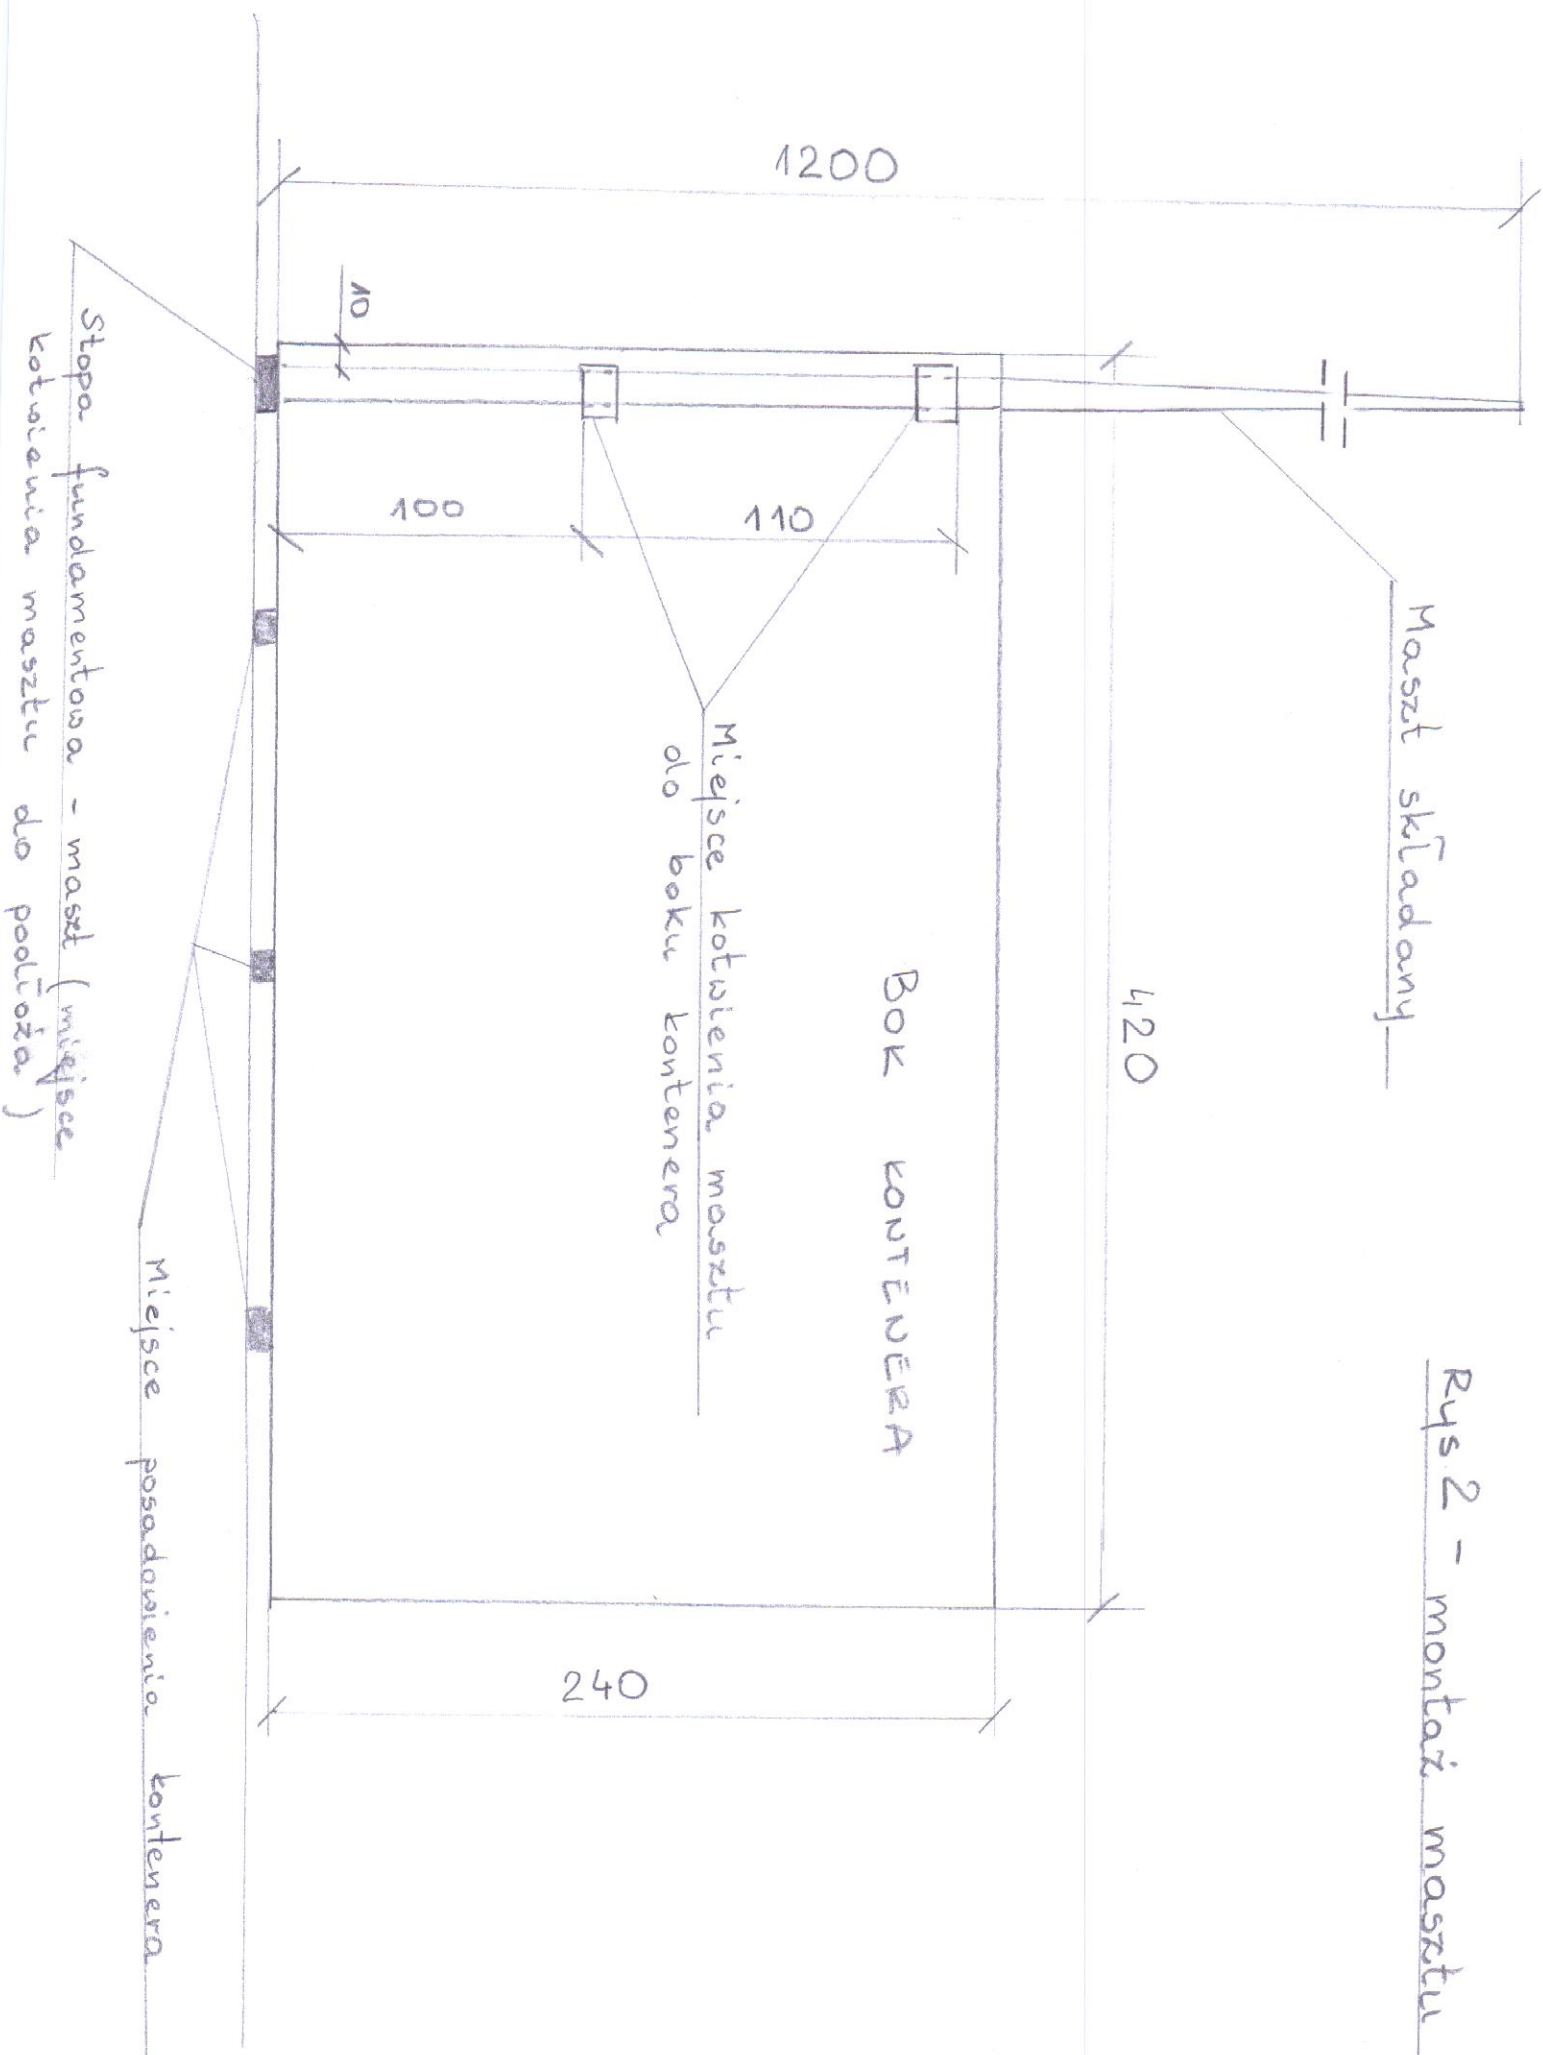 Rys. 2 - montaż masztu
Maszt składany
420
BOK KONTENERA
Miejsce kotwienia masztu
do boku kontenera
1200
10
100
110
240
Miejsce posadowienia kontenera
Stopa fundamentowa - maszt (miejsce
kotwienia masztu do podłoża)